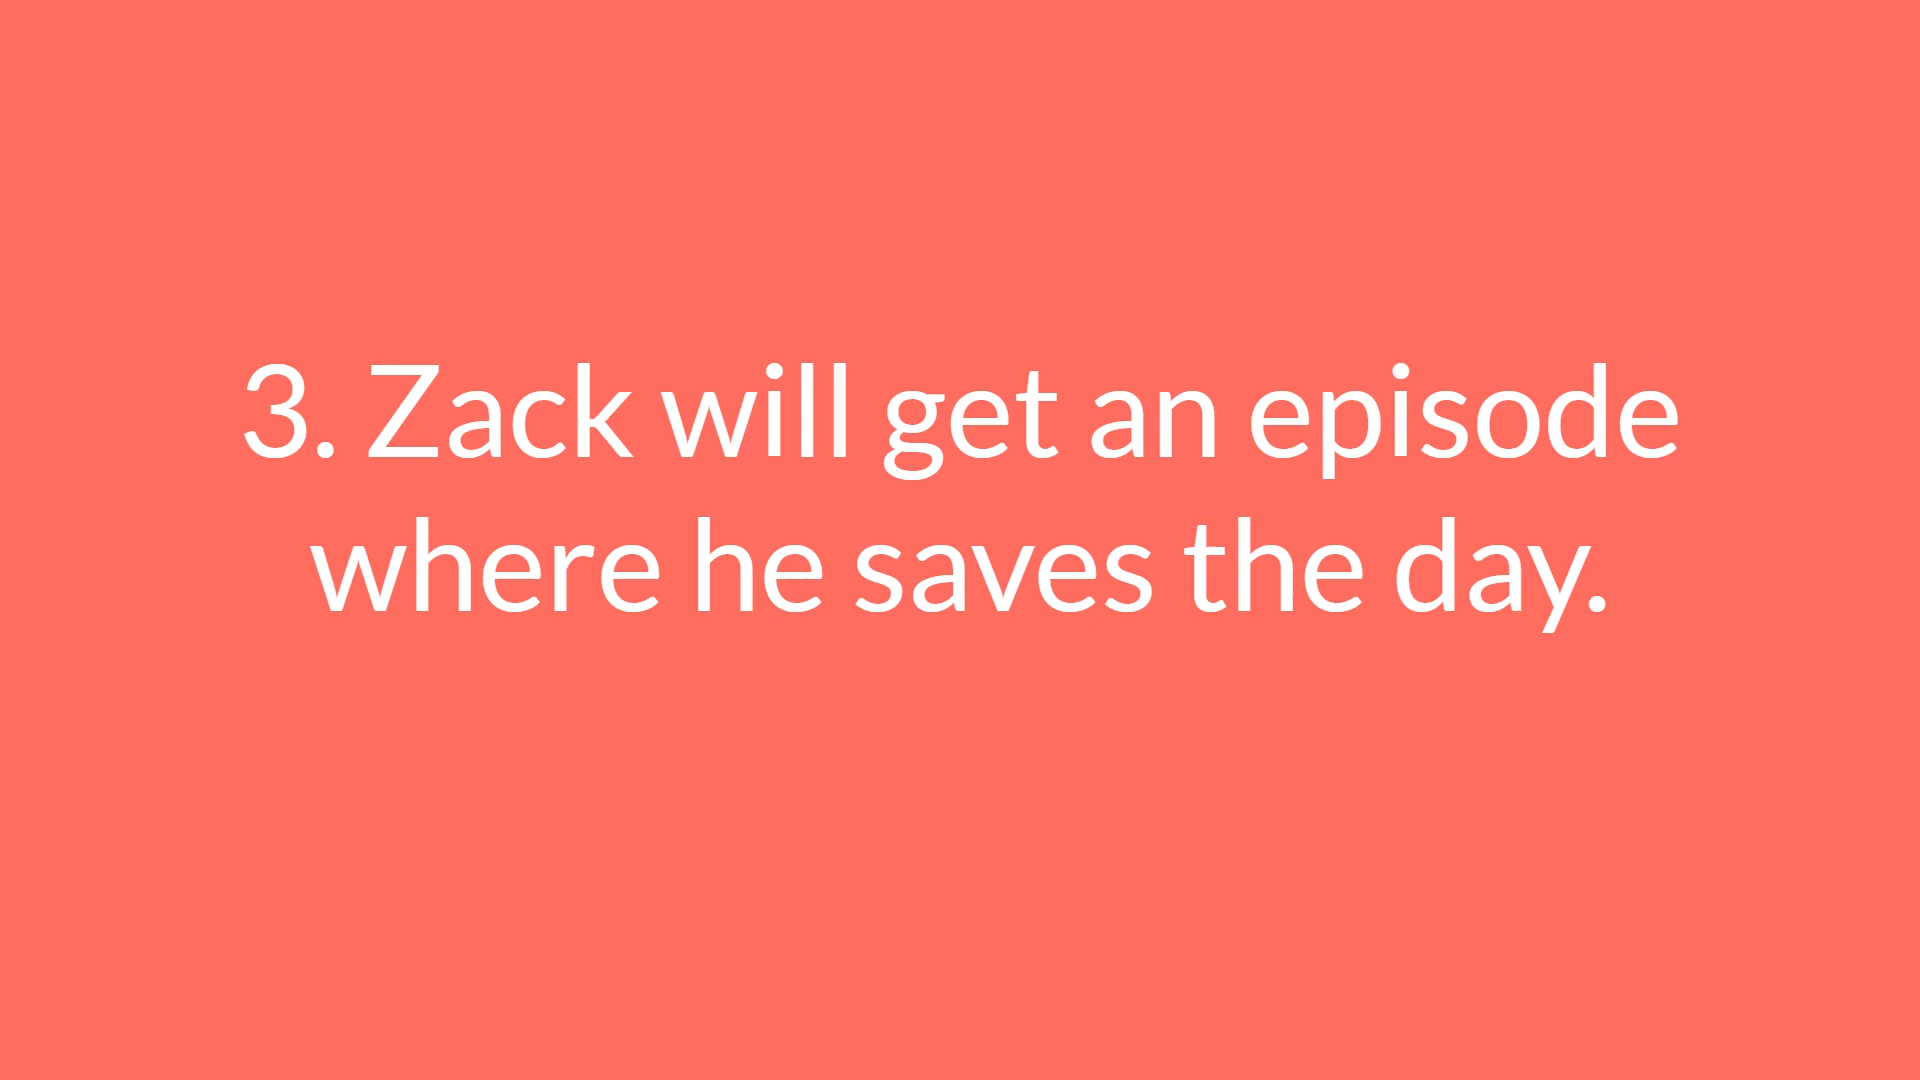 3. Zack will get an episode
where he saves the day.